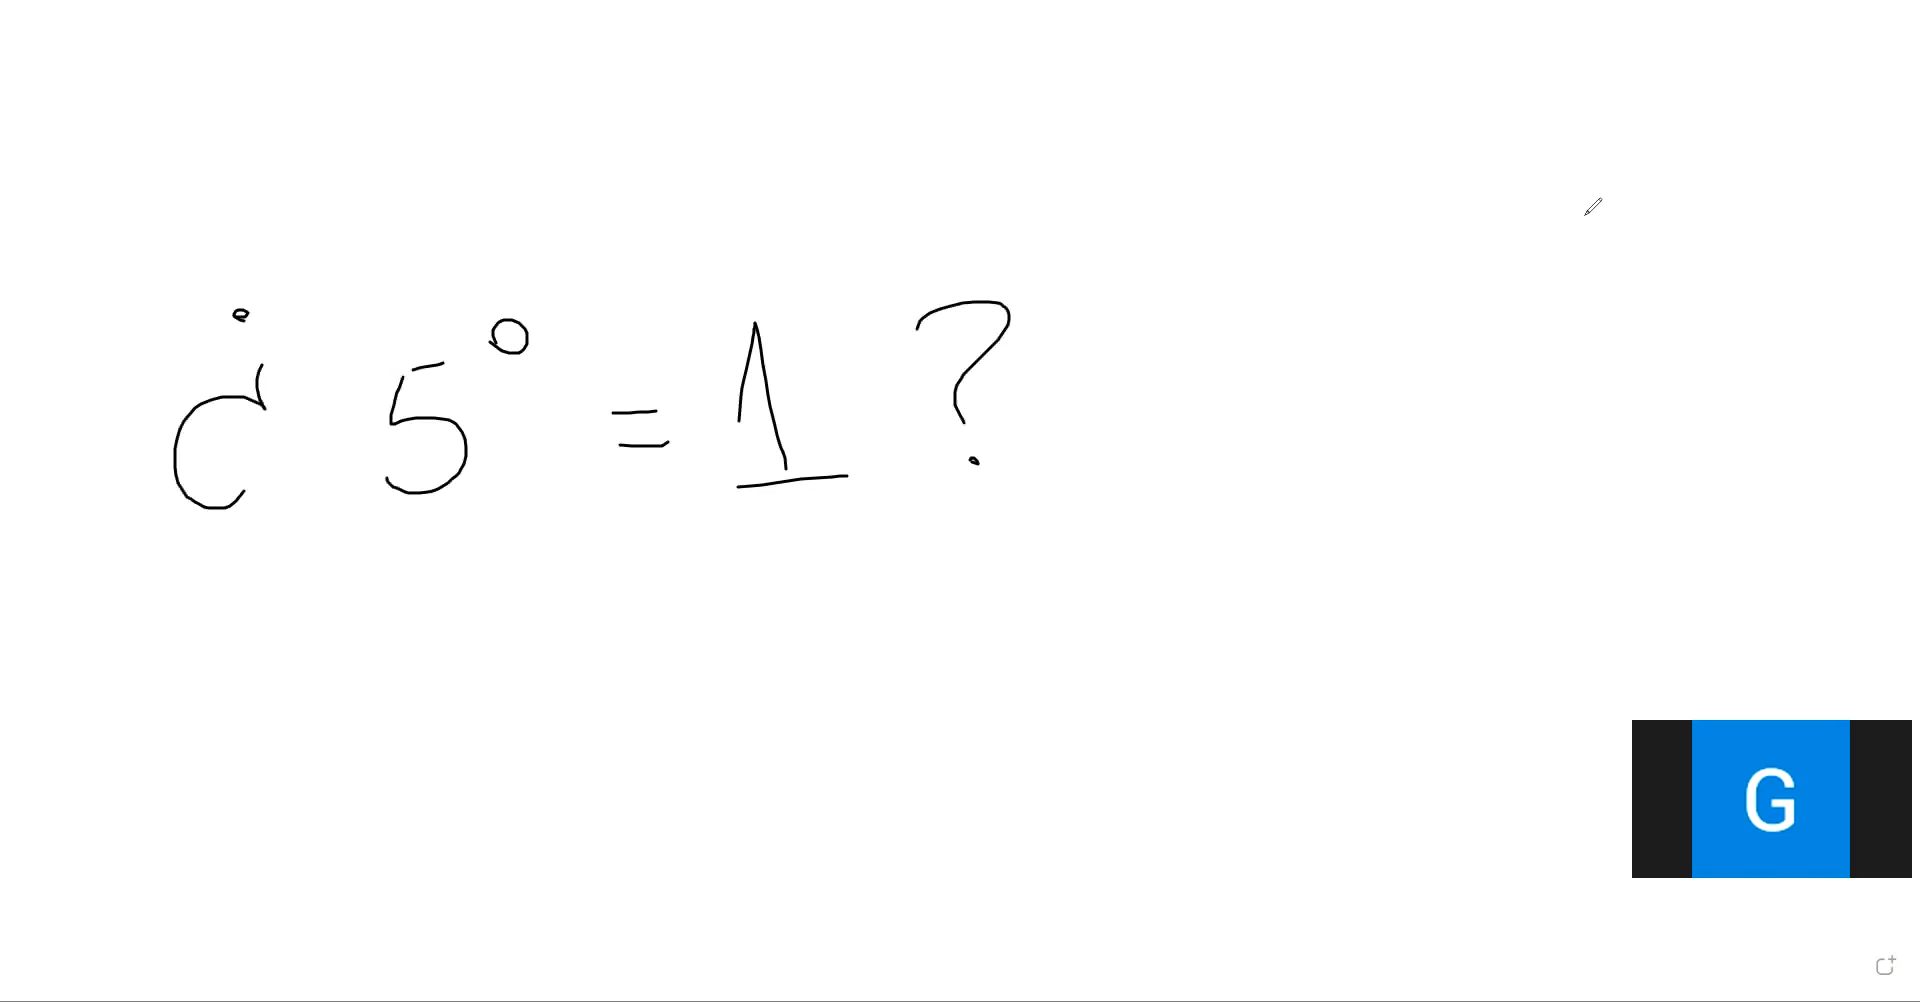 ¿ 5⁰ = 1 ?
G